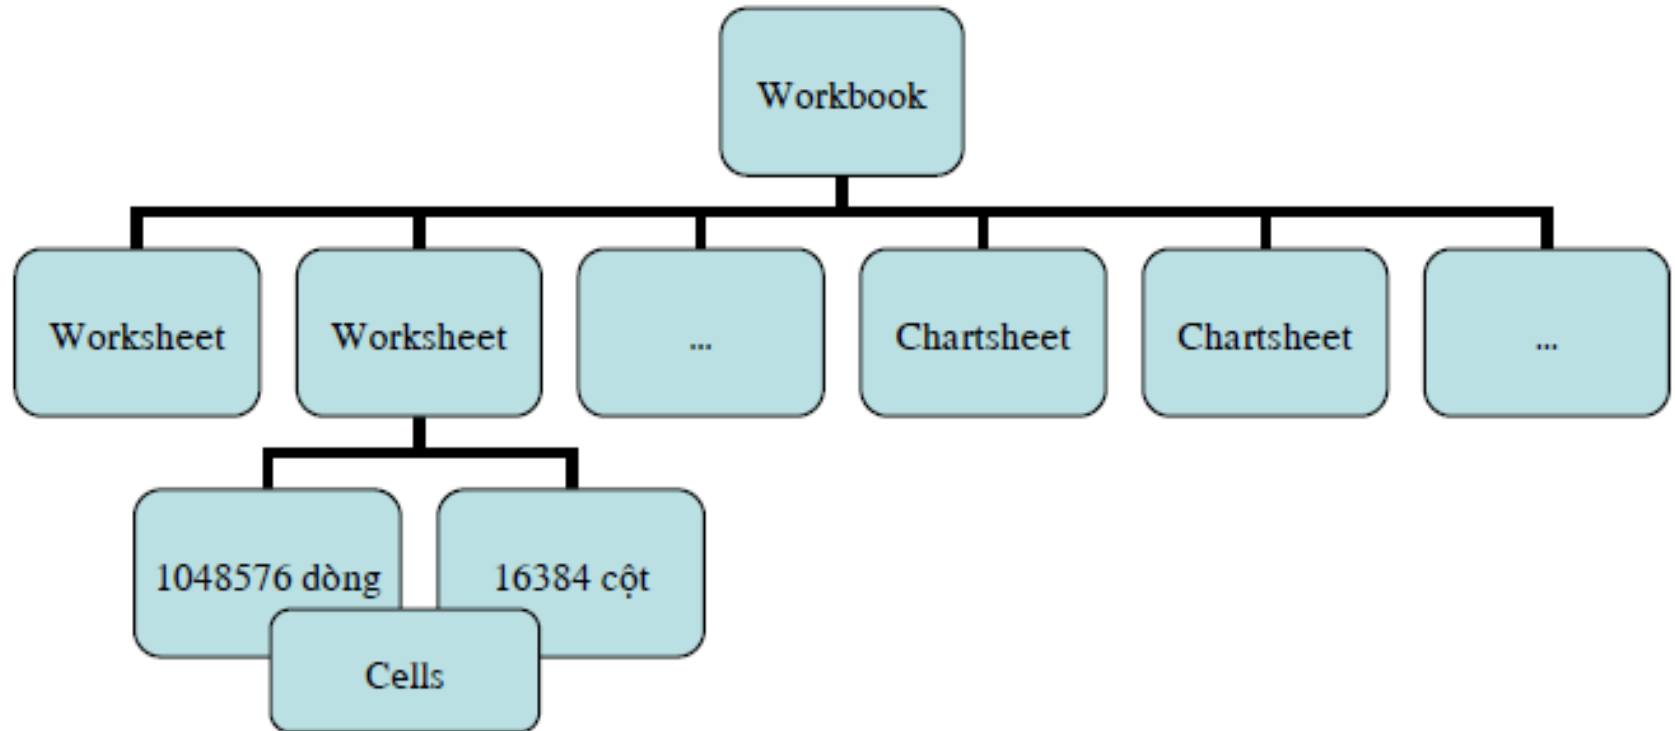 Workbook
Worksheet
Worksheet
...
Chartsheet
Chartsheet
...
1048576 dòng
16384 cột
Cells